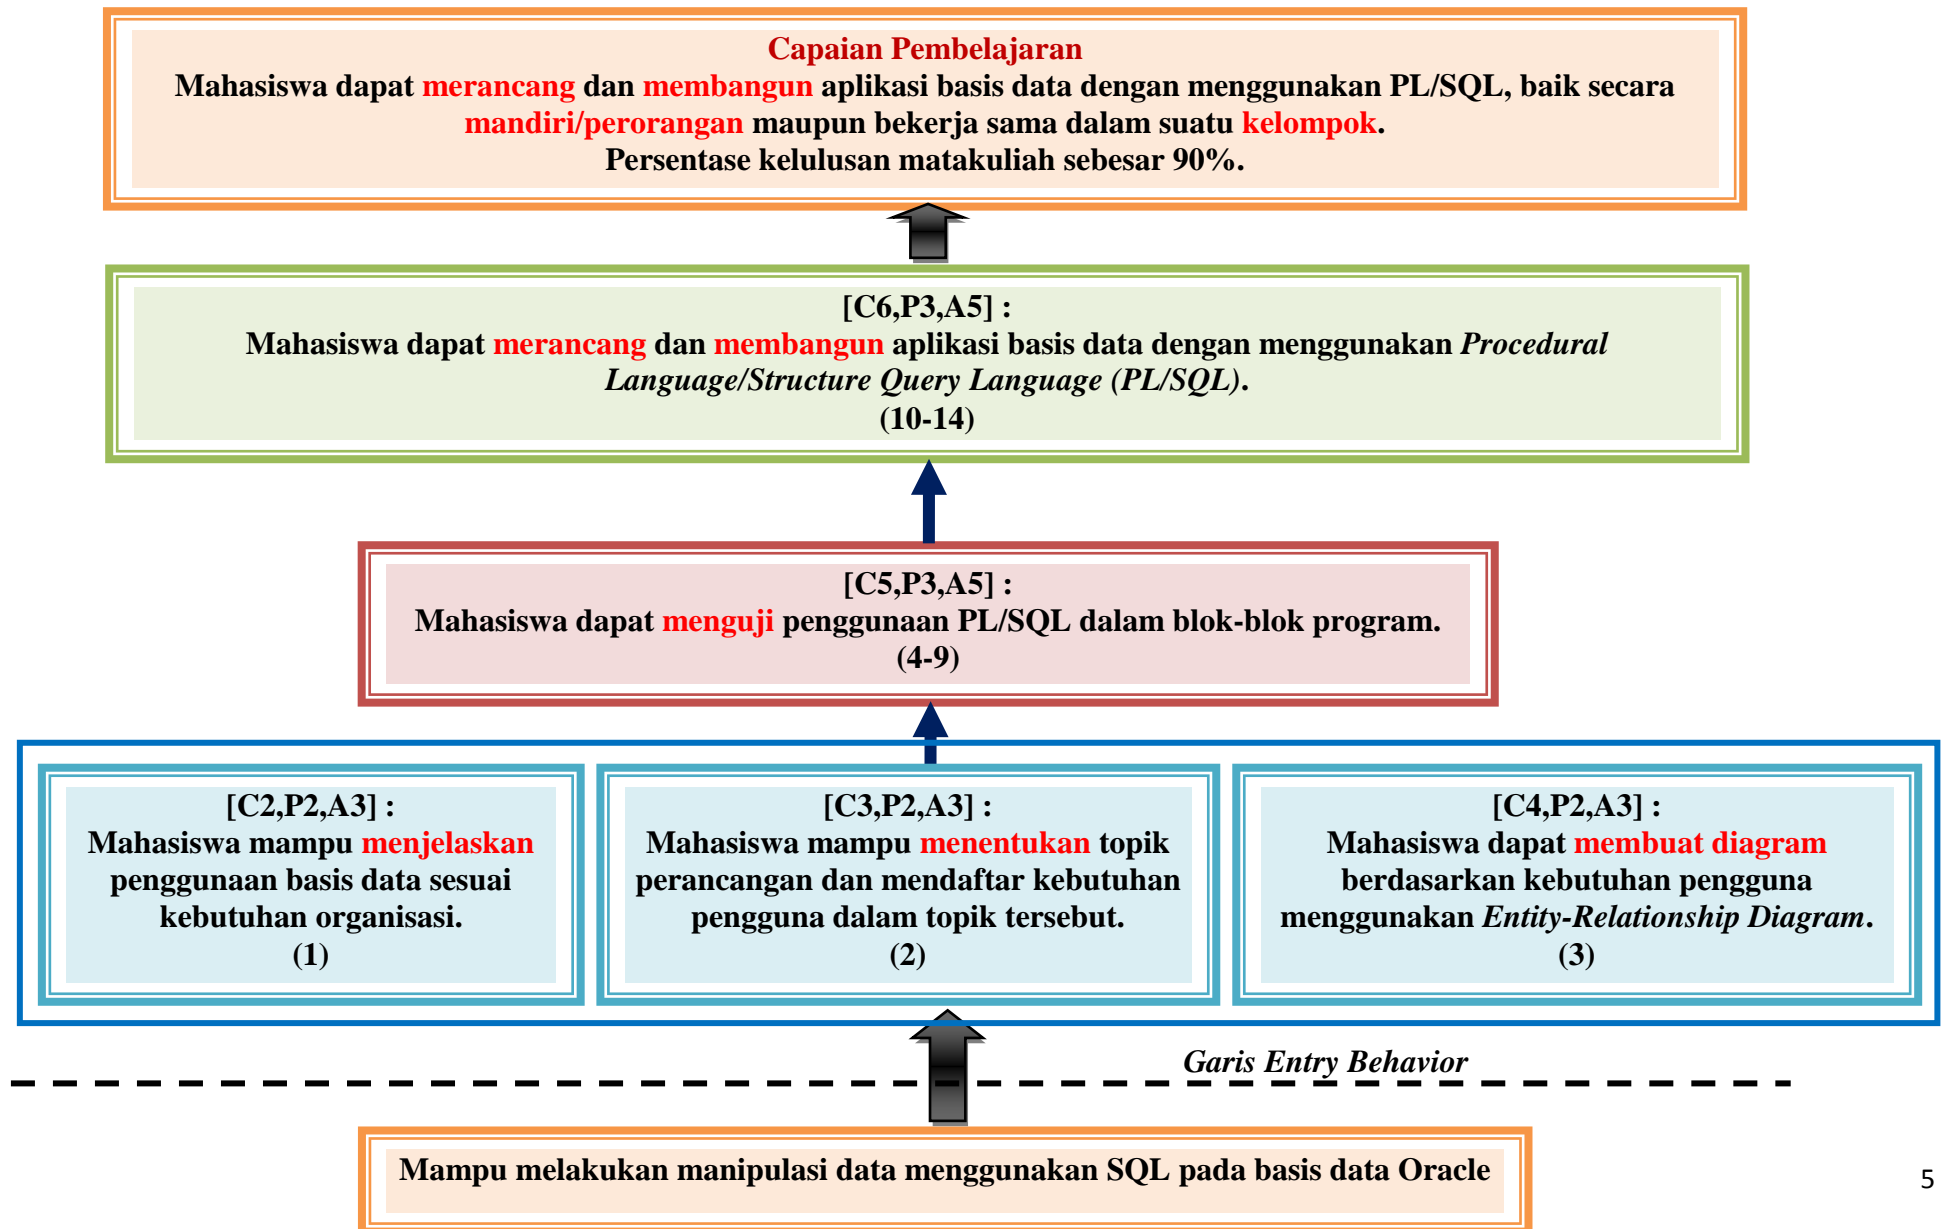 Capaian Pembelajaran
Mahasiswa dapat merancang dan membangun aplikasi basis data dengan menggunakan PL/SQL, baik secara
mandiri/perorangan maupun bekerja sama dalam suatu kelompok.
Persentase kelulusan matakuliah sebesar 90%.
[C6,P3,A5] :
Mahasiswa dapat merancang dan membangun aplikasi basis data dengan menggunakan Procedural
Language/Structure Query Language (PL/SQL).
(10-14)
[C5,P3,A5] :
Mahasiswa dapat menguji penggunaan PL/SQL dalam blok-blok program.
(4-9)
[C2,P2,A3] :
Mahasiswa mampu menjelaskan
penggunaan basis data sesuai
kebutuhan organisasi.
(1)
[C3,P2,A3] :
Mahasiswa mampu menentukan topik
perancangan dan mendaftar kebutuhan
pengguna dalam topik tersebut.
(2)
[C4,P2,A3] :
Mahasiswa dapat membuat diagram
berdasarkan kebutuhan pengguna
menggunakan Entity-Relationship Diagram.
(3)
Garis Entry Behavior
Mampu melakukan manipulasi data menggunakan SQL pada basis data Oracle
5